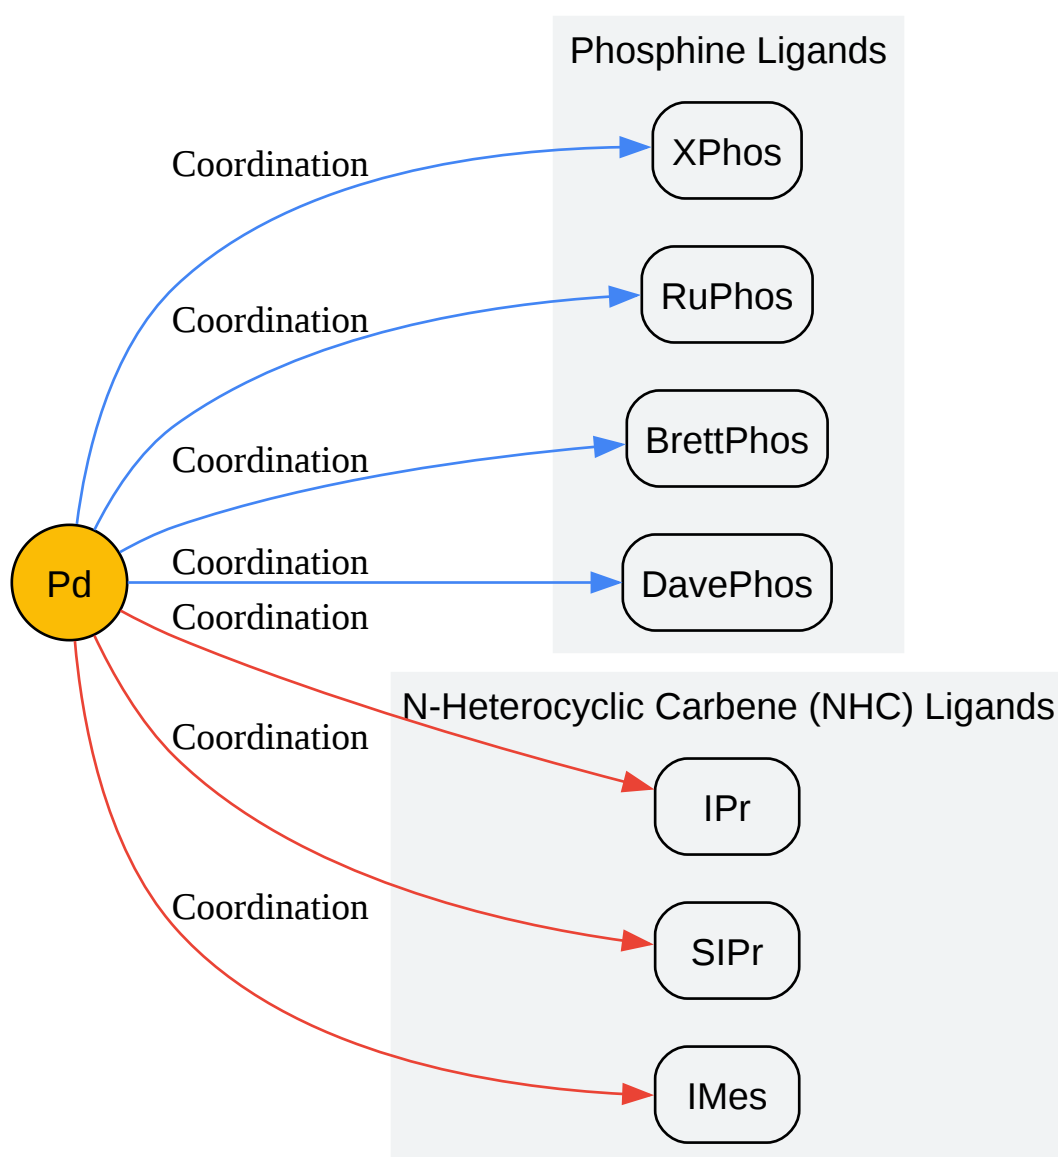 Phosphine Ligands
Coordination
XPhos
Coordination
RuPhos
Coordination
BrettPhos
Coordination
Pd
DavePhos
Coordination
N-Heterocyclic Carbene (NHC) Ligands
Coordination
IPr
Coordination
SIPr
IMes